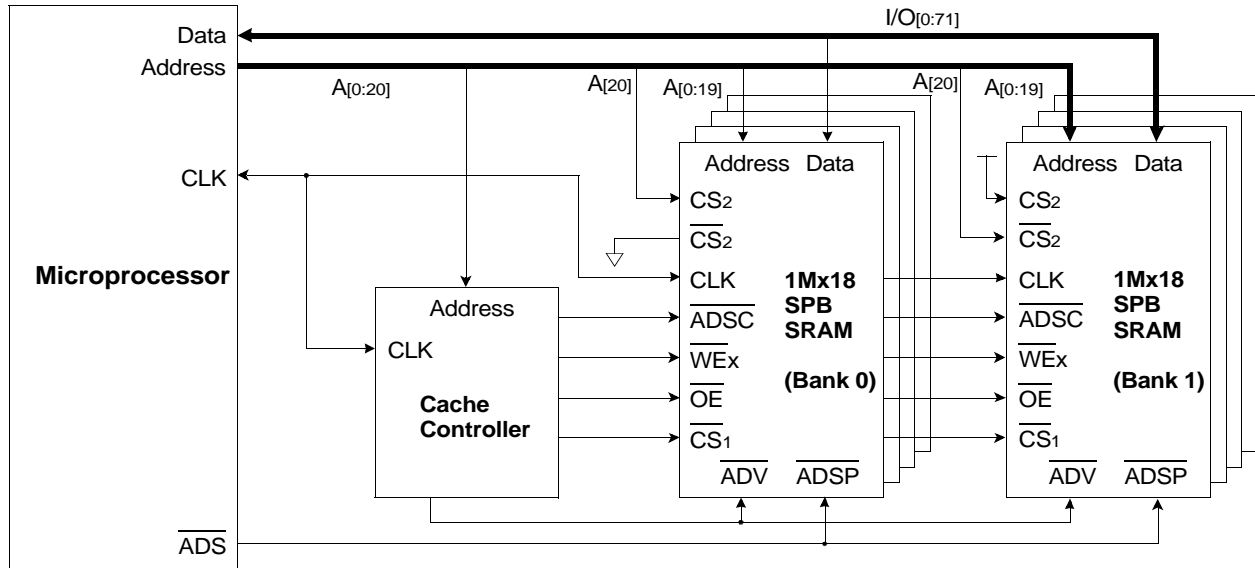 I/O[0:71]
Data
Address
A[0:20]
A[20]
A[0:19]
A[20]
A[0:19]
CLK
Microprocessor
ADS
Address
CLK
Cache
Controller
Address Data
CS2
CS2
CLK
ADSC
WEx
OE
CS1
ADV ADSP
1Mx18
SPB
SRAM
(Bank 0)
Address Data
CS2
CS2
CLK
ADSC
WEx
OE
CS1
ADV ADSP
1Mx18
SPB
SRAM
(Bank 1)